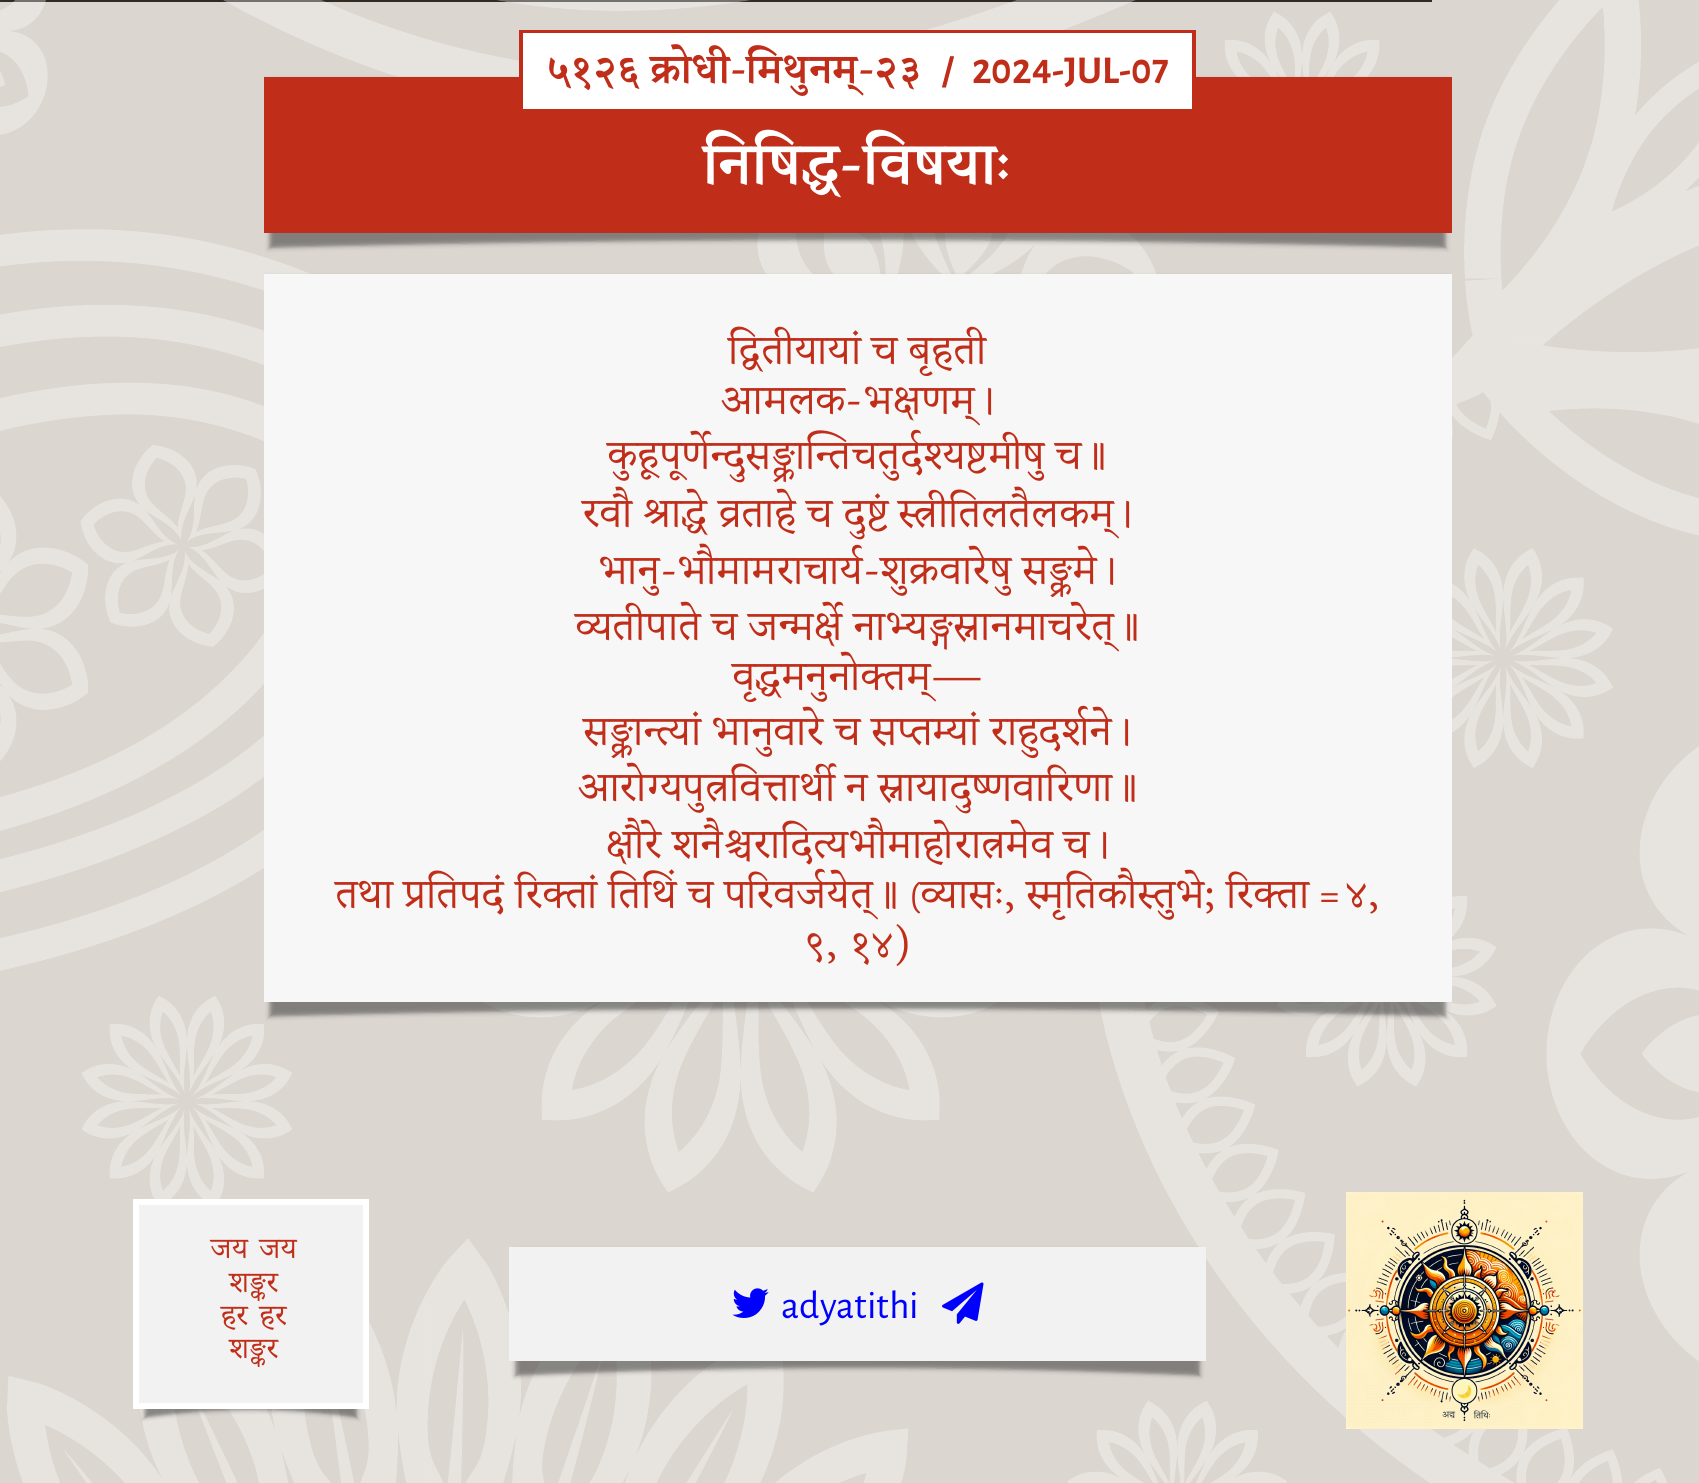 ५१२६ क्रोधी-मिथुनम्-२३ / 2024-JUL-07
निषिद्ध-विषयाः
द्वितीयायां च बृहती
आमलक-भक्षणम्।
कुहूपूर्णेन्दुसङ्क्रान्तिचतुर्दश्यष्टमीषु च॥
रवौ श्राद्धे व्रताहे च दुष्टं स्त्रीतिलतैलकम्।
भानु-भौमामराचार्य-शुक्रवारेषु सङ्क्रमे।
व्यतीपाते च जन्मर्क्षे नाभ्यङ्गस्नानमाचरेत्॥
वृद्धमनुनोक्तम्—
सङ्क्रान्त्यां भानुवारे च सप्तम्यां राहुदर्शने।
आरोग्यपुत्रवित्तार्थी न स्नायादुष्णवारिणा॥
क्षौरे शनैश्चरादित्यभौमाहोरात्रमेव च।
तथा प्रतिपदं रिक्तां तिथिं च परिवर्जयेत्॥ (व्यासः, स्मृतिकौस्तुभे; रिक्ता = ४,
९, १४)
जय जय
शङ्कर
हर हर
शङ्कर
adyatithi
अद्य तिथिः